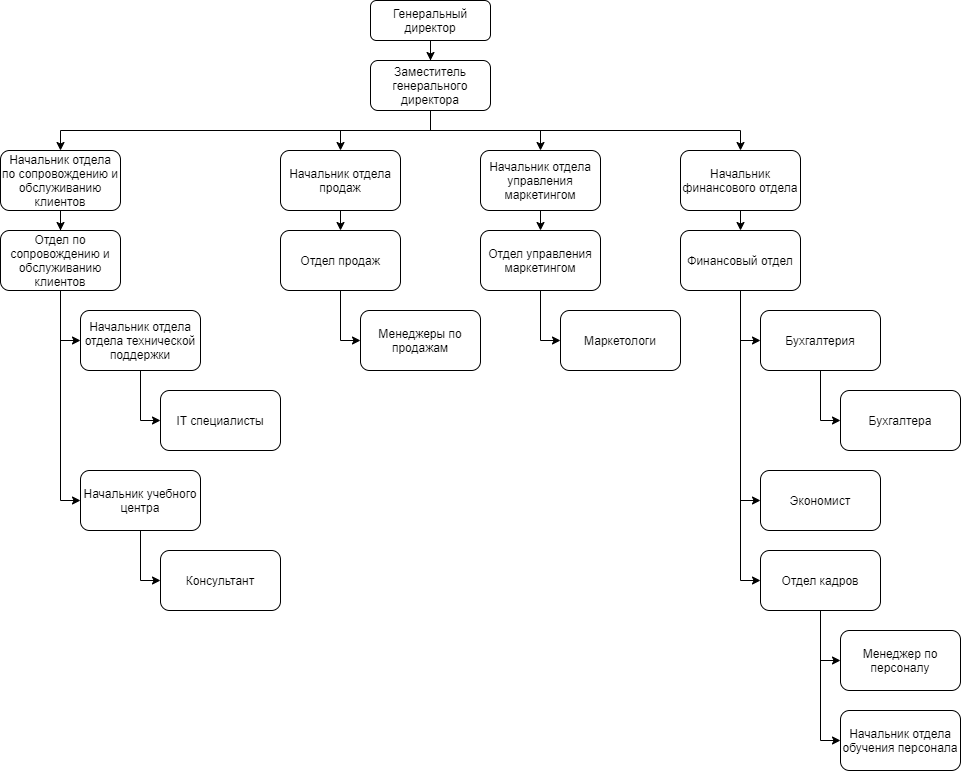 Генеральный
директор
Заместитель
генерального
директора
Начальник отдела
по сопровождению и
обслуживанию
клиентов
Начальник отдела
продаж
Начальник отдела
управления
маркетингом
Начальник
финансового отдела
Отдел по
сопровождению и
обслуживанию
клиентов
Отдел продаж
Отдел управления
маркетингом
Финансовый отдел
Начальник отдела
отдела технической
поддержки
Менеджеры по
продажам
Маркетологи
Бухгалтерия
IT специалисты
Бухгалтера
Начальник учебного
центра
Экономист
Консультант
Отдел кадров
Менеджер по
персоналу
Начальник отдела
обучения персонала